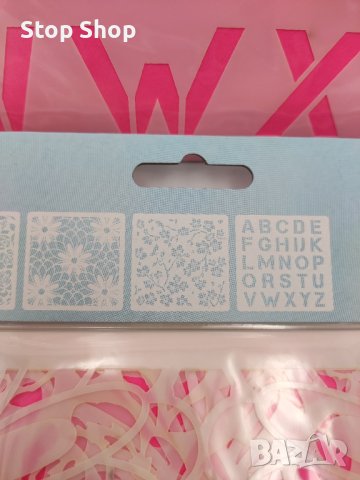 Stop Shop
W X
ABCDE
FGHIJK
LMNOP
QRSTU
VWXYZ
BAZAR